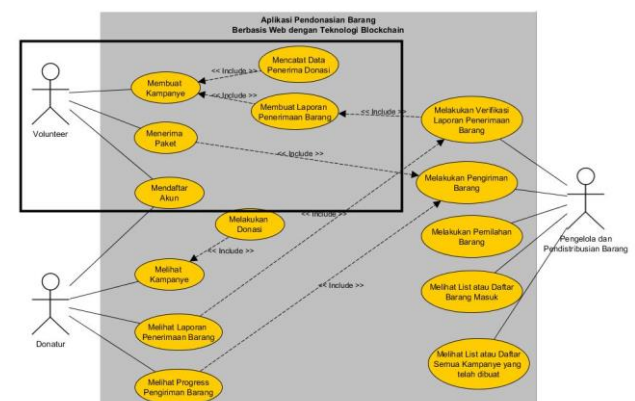 Aplikasi Pendonasian Barang
Berbasis Web dengan Teknologi Blockchain
Mencatat Data
Penerima Donasi
<< Include >>
Membuat
Kampanye
<< Include >>
Membuat Laporan
Penerimaan Barang
<< Include >>
Melakukan Verifikasi
Laporan Penerimaan
Barang
Volunteer
Menerima
Paket
<< Include >>
Melakukan Pengiriman
Barang
Mendaftar
Akun
Melakukan
Donasi
<< Include >>
Melakukan Pemilahan
Barang
Pengelola dan
Pendistribusian Barang
<< Include >>
Melihat
Kampanye
<< Include >>
Melihat List atau Daftar
Barang Masuk
Donatur
Melihat Laporan
Penerimaan Barang
Melihat List atau Daftar
Semua Kampanye yang
telah dibuat
Melihat Progress
Pengiriman Barang